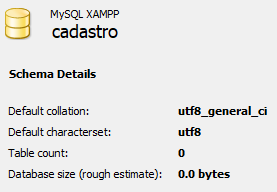 MySQL XAMPP
cadastro
Schema Details
Default collation: utf8_general_ci
Default characterset: utf8
Table count: 0
Database size (rough estimate): 0.0 bytes